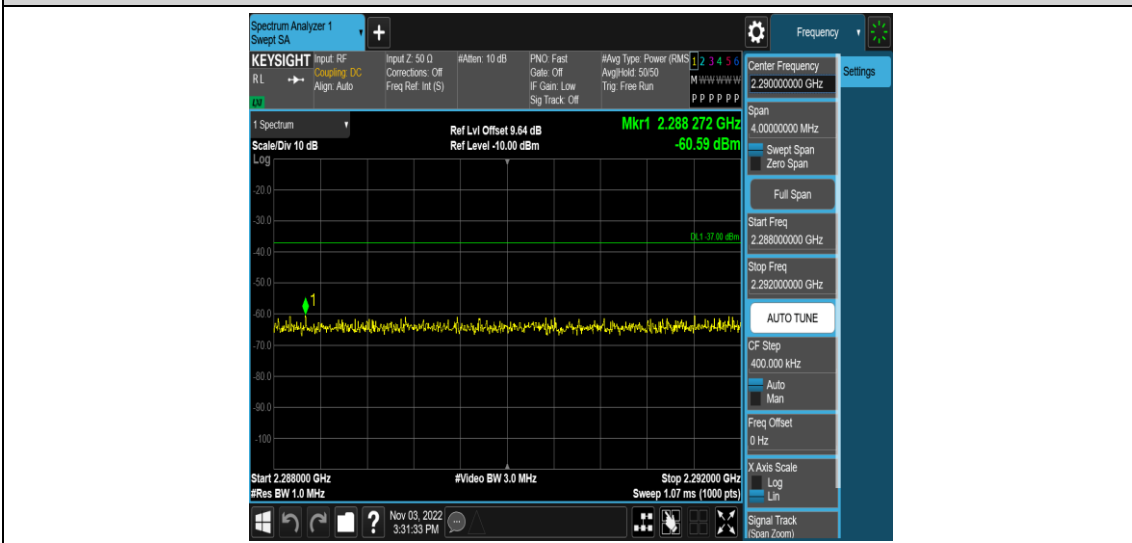 Spectrum Analyzer 1
Swept SA
+
Frequency
KEYSIGHT
RL
LW
Input: RF
Coupling: DC
Align: Auto
Input Z: 50 Ω
Corrections: Off
Freq Ref: Int (S)
#Atten: 10 dB
PNO: Fast
Gate: Off
IF Gain: Low
Sig Track: Off
#Avg Type: Power (RMS
Avg|Hold: 50/50
Trig: Free Run
1 2 3 4 5 6
M W W W W W
P P P P P P
1 Spectrum
Scale/Div 10 dB
Ref Lvl Offset 9.64 dB
Ref Level -10.00 dBm
Mkr1 2.288 272 GHz
-60.59 dBm
Log
-20.0
-30.0
DL1 -37.00 dBm
-40.0
-50.0
1
-60.0
-70.0
-80.0
-90.0
-100
Start 2.288000 GHz
#Res BW 1.0 MHz
#Video BW 3.0 MHz
Stop 2.292000 GHz
Sweep 1.07 ms (1000 pts)
?
Nov 03, 2022
3:31:33 PM
Center Frequency
2.290000000 GHz
Settings
Span
4.00000000 MHz
Swept Span
Zero Span
Full Span
Start Freq
2.288000000 GHz
Stop Freq
2.292000000 GHz
AUTO TUNE
CF Step
400.000 kHz
Auto
Man
Freq Offset
0 Hz
X Axis Scale
Log
Lin
Signal Track
(Span Zoom)